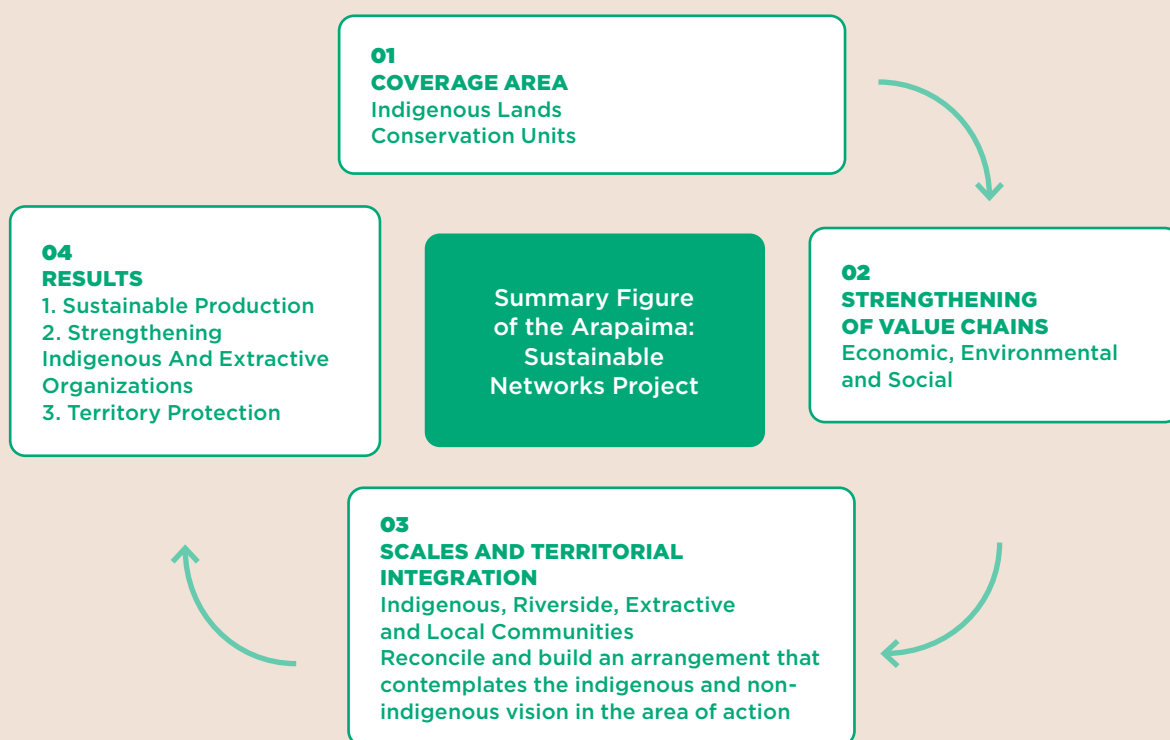 01
COVERAGE AREA
Indigenous Lands
Conservation Units
02
STRENGTHENING
OF VALUE CHAINS
Economic, Environmental
and Social
03
SCALES AND TERRITORIAL
INTEGRATION
Indigenous, Riverside, Extractive
and Local Communities
Reconcile and build an arrangement that
contemplates the indigenous and non-
indigenous vision in the area of action
04
RESULTS
1. Sustainable Production
2. Strengthening
Indigenous And Extractive
Organizations
3. Territory Protection
Summary Figure
of the Arapaima:
Sustainable
Networks Project